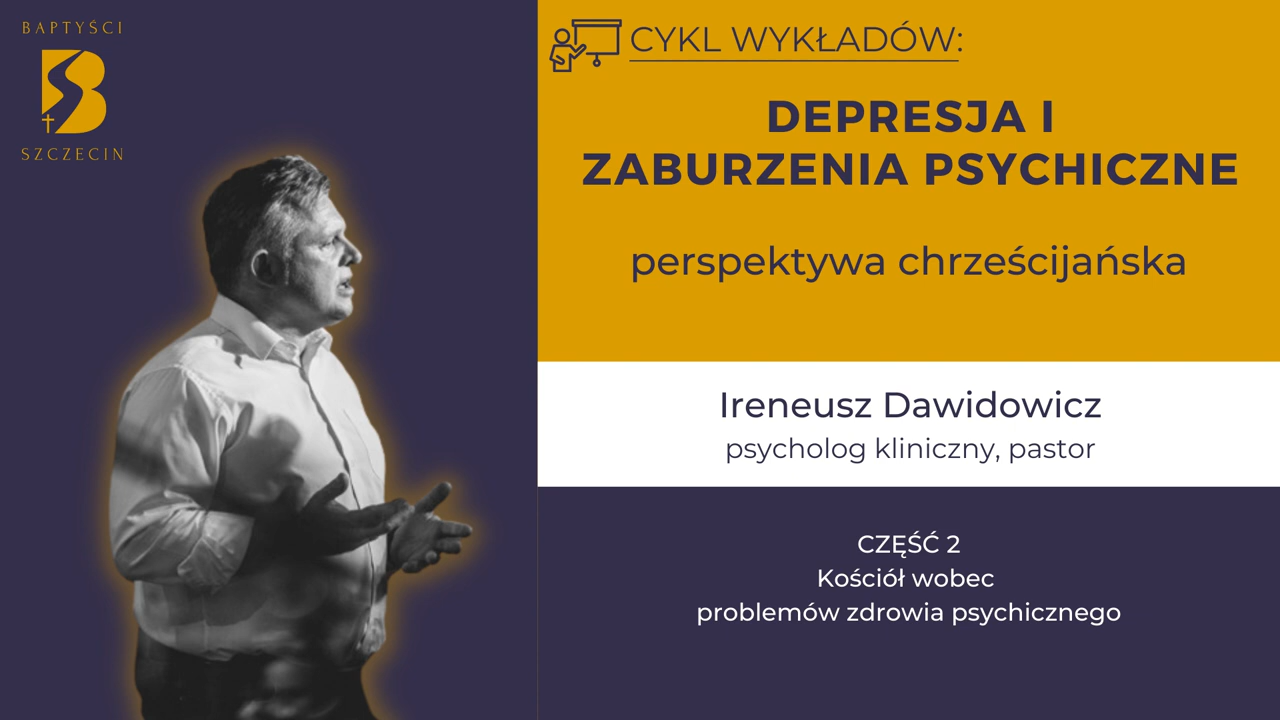 BAPTYŚCI
SZCZECIN
CYKL WYKŁADÓW:
DEPRESJA I
ZABURZENIA PSYCHICZNE
perspektywa chrześcijańska
Ireneusz Dawidowicz
psycholog kliniczny, pastor
CZĘŚĆ 2
Kościół wobec
problemów zdrowia psychicznego